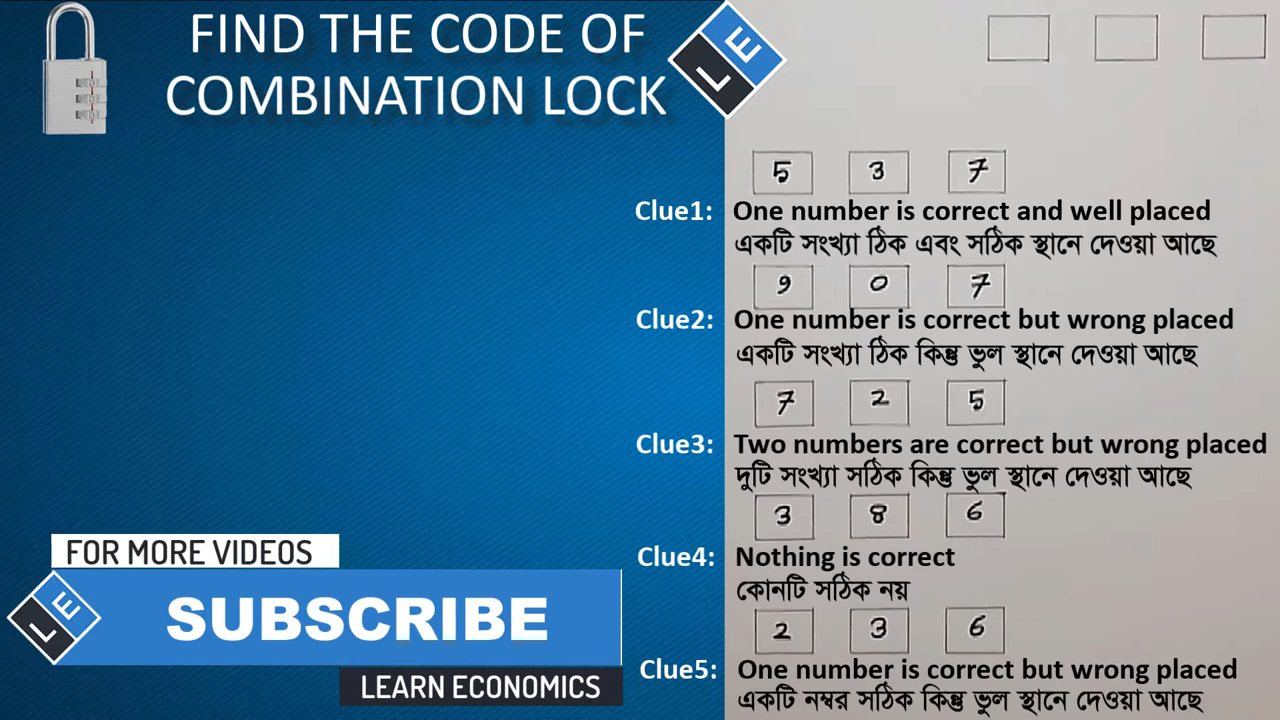 FIND THE CODE OF
COMBINATION LOCK
LE
5 3 7
Clue1: One number is correct and well placed
একটি সংখ্যা ঠিক এবং সঠিক স্থানে দেওয়া আছে
9 0 7
Clue2: One number is correct but wrong placed
একটি সংখ্যা ঠিক কিন্তু ভুল স্থানে দেওয়া আছে
7 2 5
Clue3: Two numbers are correct but wrong placed
দুটি সংখ্যা সঠিক কিন্তু ভুল স্থানে দেওয়া আছে
3 8 6
Clue4: Nothing is correct
কোনটি সঠিক নয়
2 3 6
Clue5: One number is correct but wrong placed
একটি নম্বর সঠিক কিন্তু ভুল স্থানে দেওয়া আছে
FOR MORE VIDEOS
LE
SUBSCRIBE
LEARN ECONOMICS